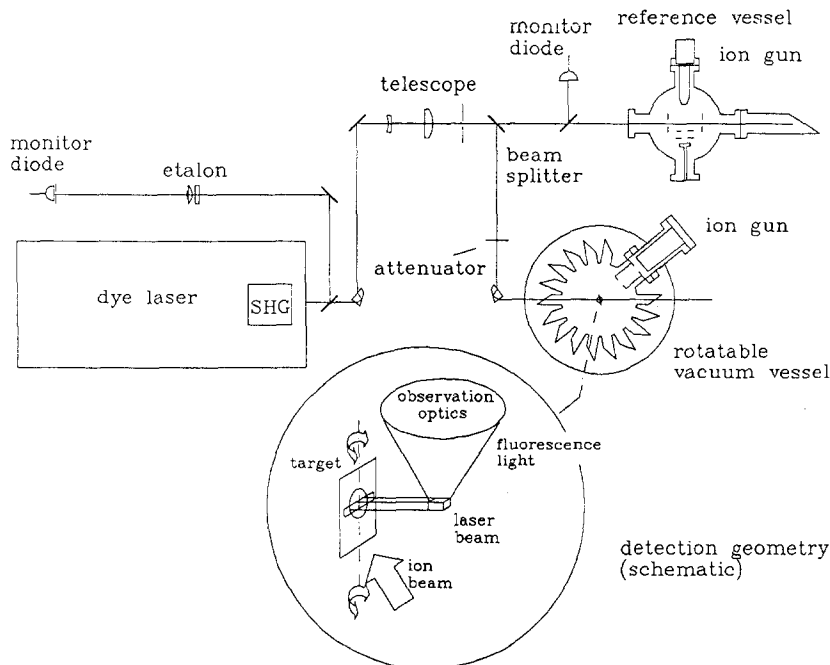 reference vessel
monitor
diode
ion gun
telescope
monitor
diode
etalon
beam
splitter
ion gun
attenuator
dye laser
SHG
rotatable
vacuum vessel
observation
optics
fluorescence
light
target
laser
beam
ion
beam
detection geometry
(schematic)